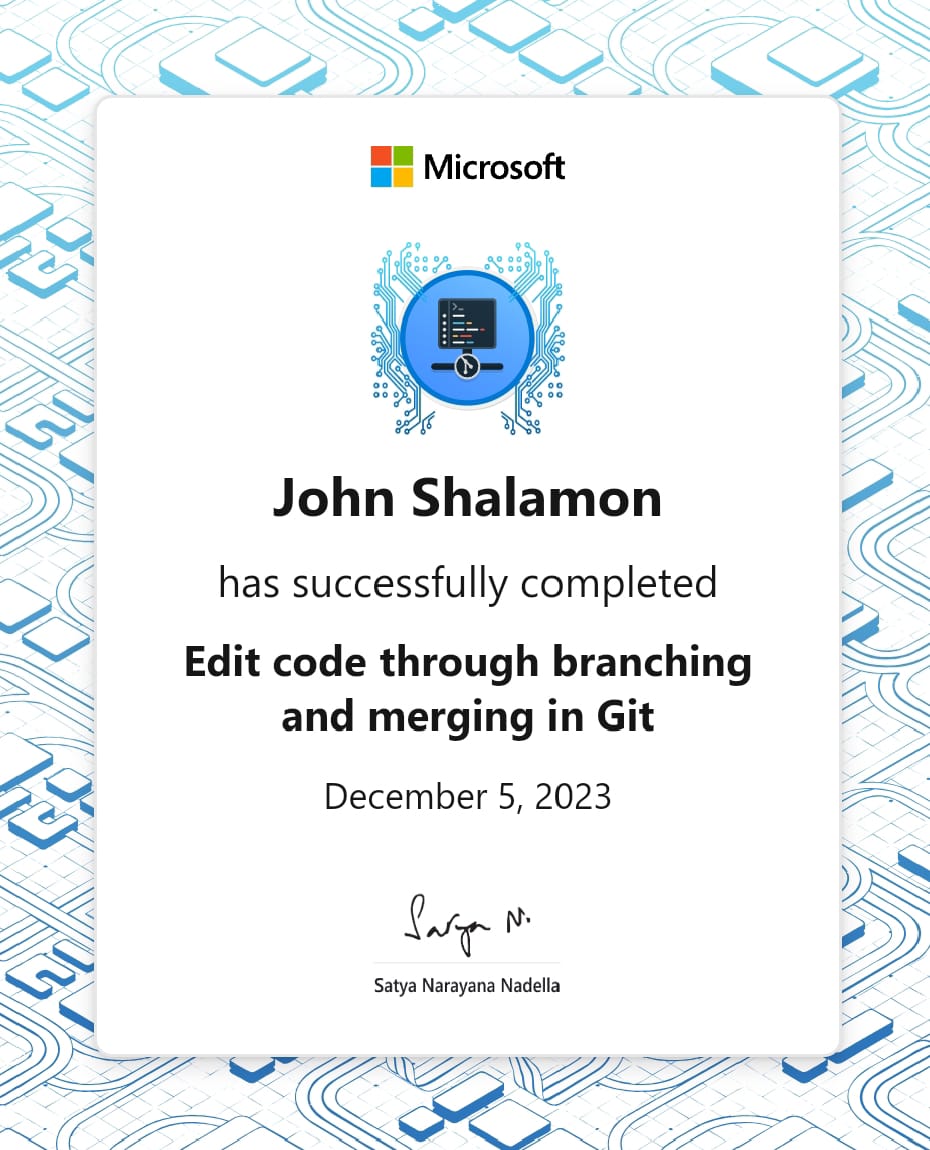 Microsoft
John Shalamon
has successfully completed
Edit code through branching
and merging in Git
December 5, 2023
Satya N.
Satya Narayana Nadella